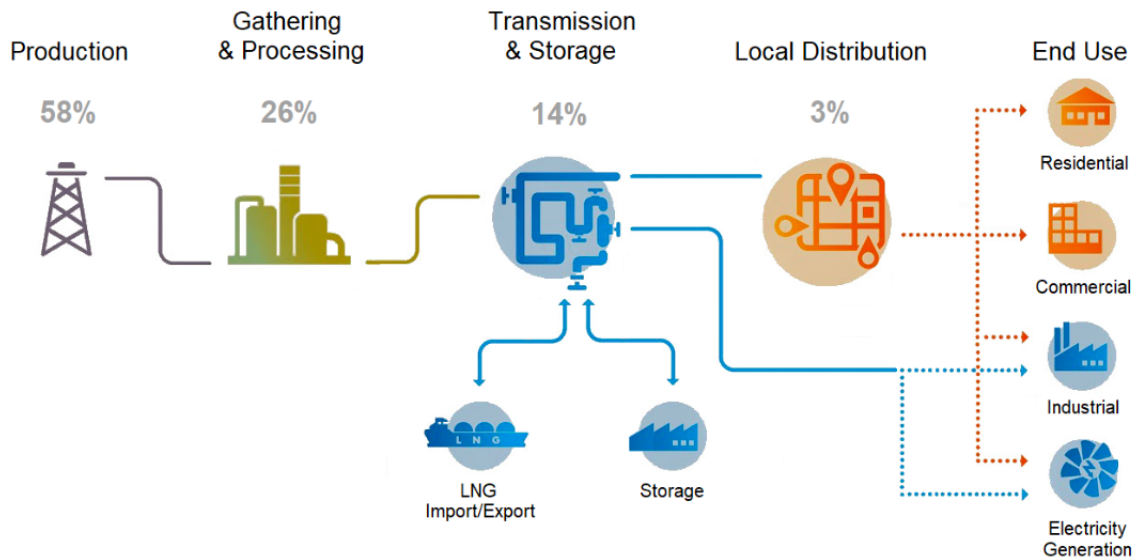 Production
58%
Gathering
& Processing
26%
Transmission
& Storage
14%
Local Distribution
3%
End Use
Residential
Commercial
Industrial
Electricity
Generation
L N G
LNG
Import/Export
Storage